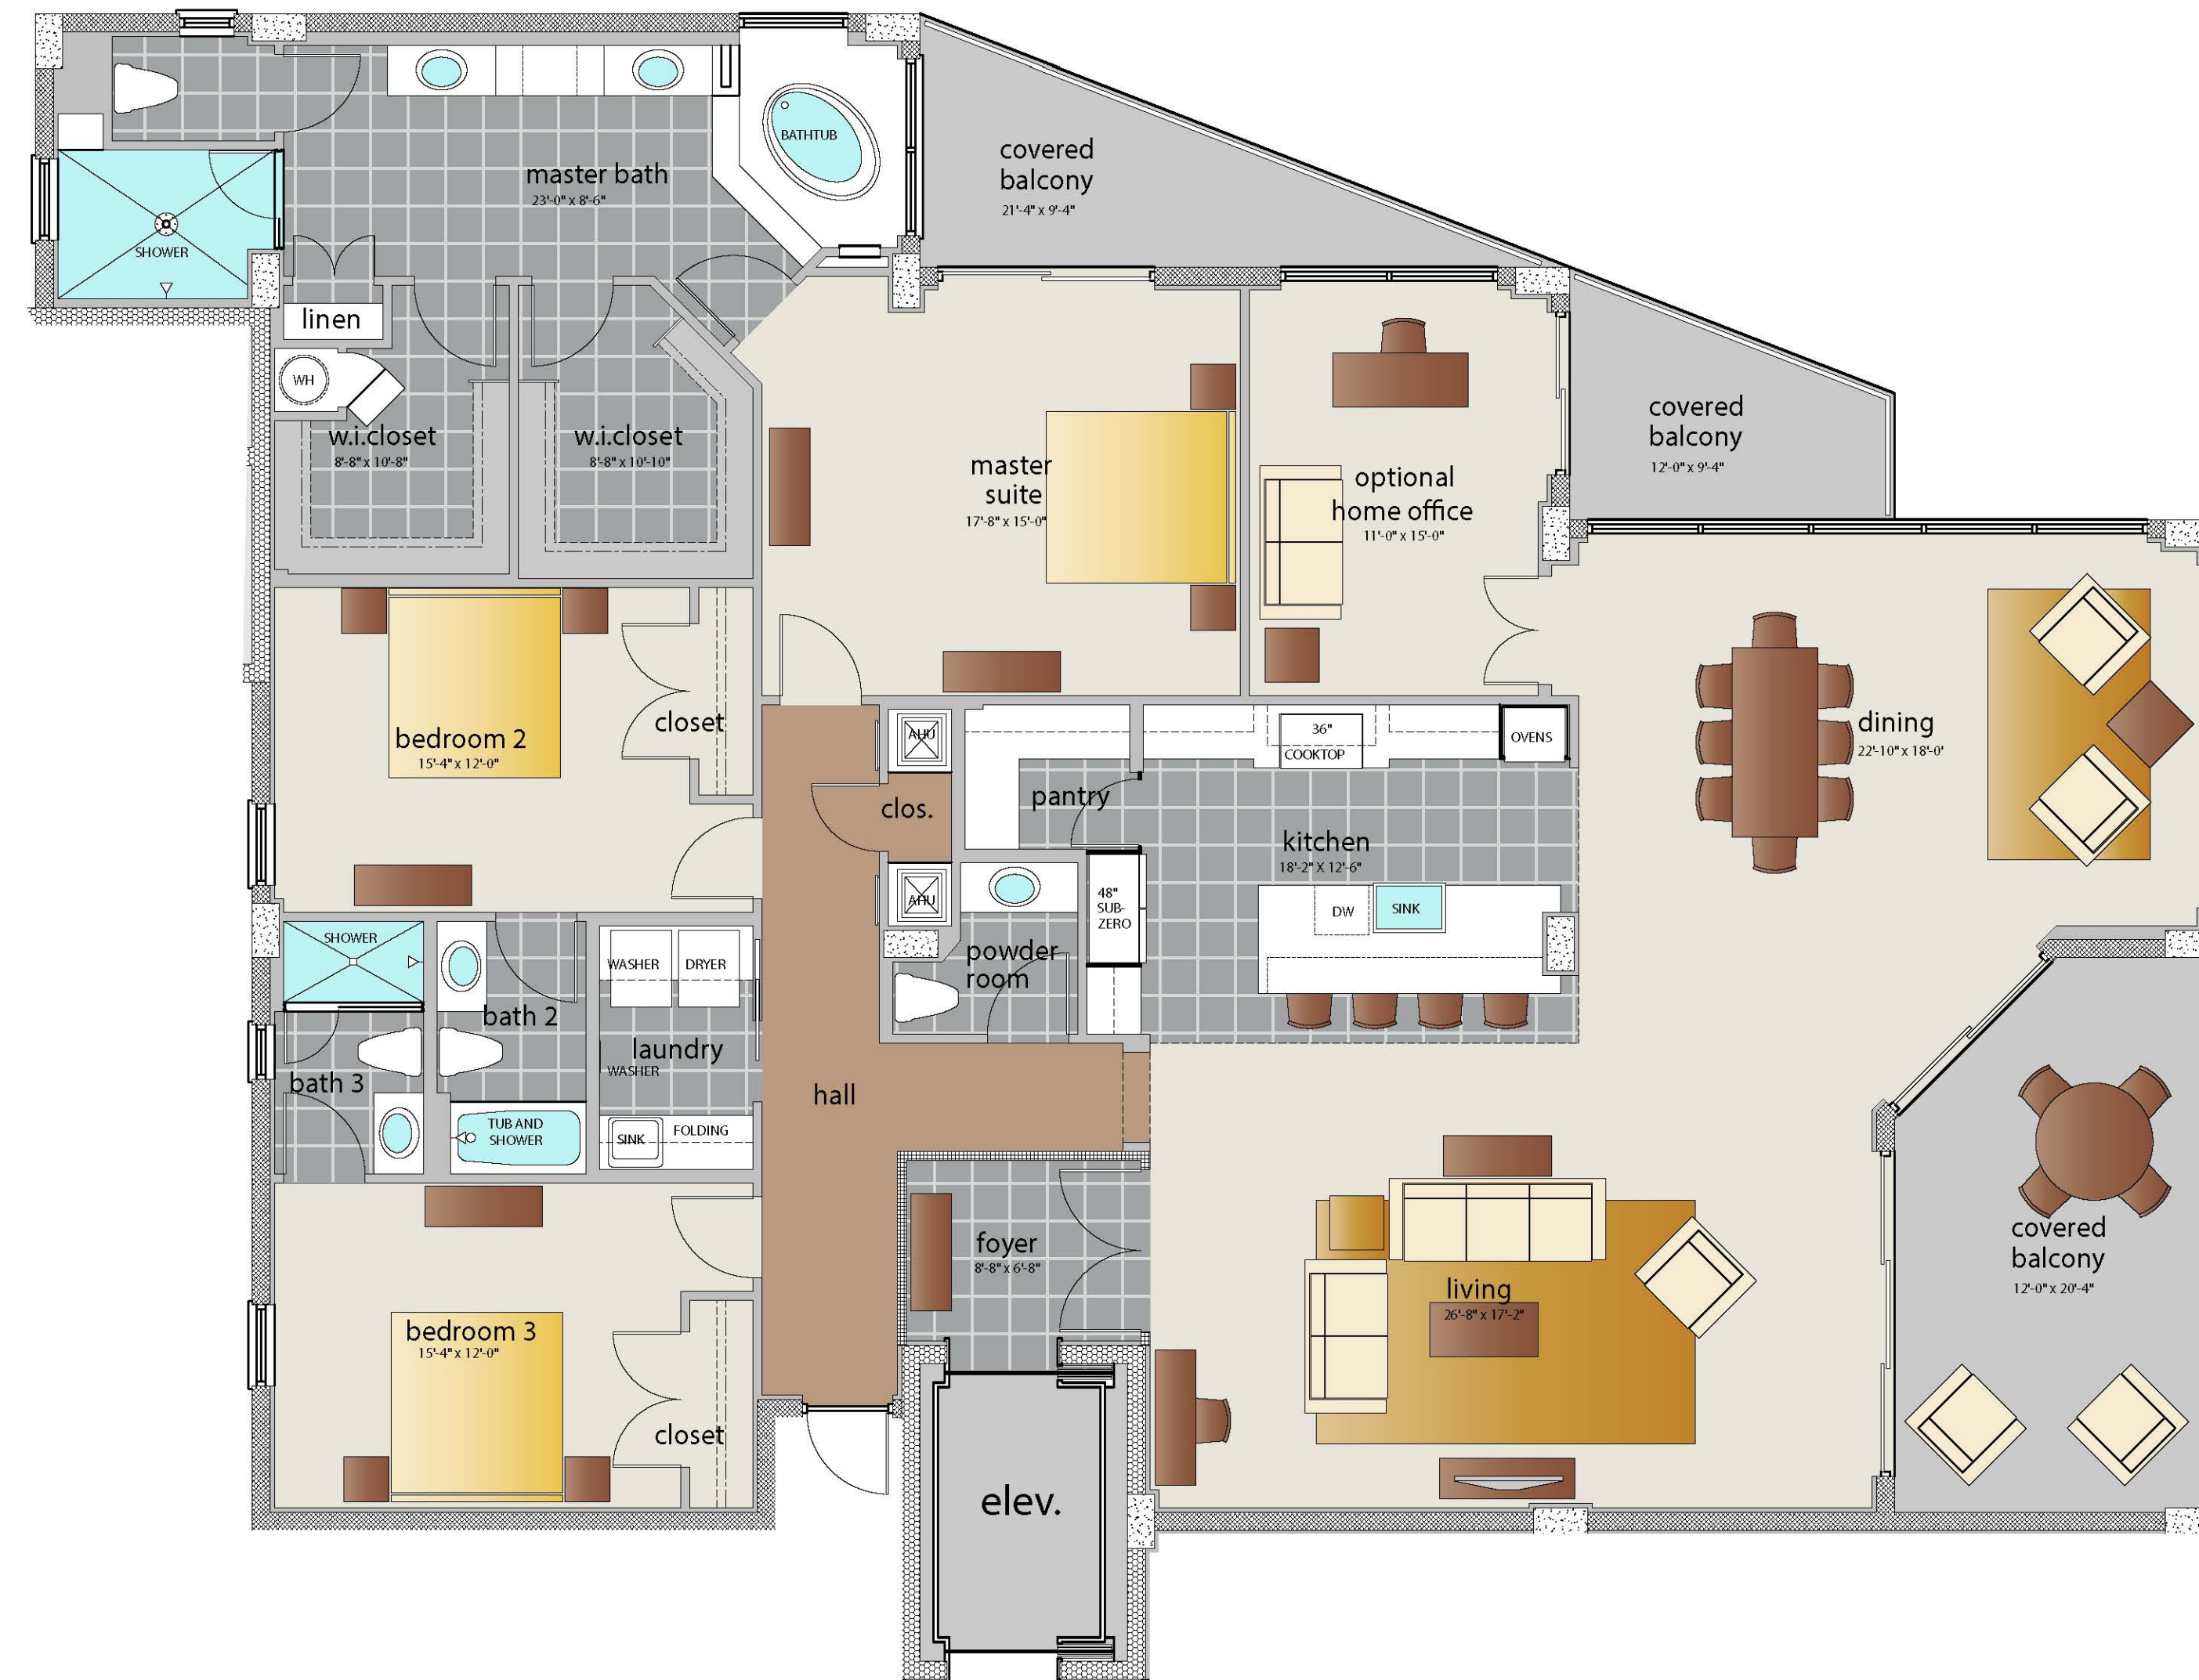 BATHTUB
covered
balcony
21'-4" x 9'-4"
master bath
23'-0" x 8'-6"
SHOWER
linen
WH
w.i.closet
8'-8" x 10'-8"
w.i.closet
8'-8" x 10'-10"
master
suite
17'-8" x 15'-0"
optional
home office
11'-0" x 15'-0"
covered
balcony
12'-0" x 9'-4"
bedroom 2
15'-4" x 12'-0"
closet
AHU
clos.
AHU
pantry
36"
COOKTOP
OVENS
kitchen
18'-2" X 12'-6"
dining
22'-10" x 18'-0'
48"
SUB-
ZERO
DW
SINK
powder
room
SHOWER
bath 2
WASHER
DRYER
laundry
WASHER
bath 3
TUB AND
SHOWER
SINK
FOLDING
hall
foyer
8'-8" x 6'-8"
living
26'-8" x 17'-2"
covered
balcony
12'-0" x 20'-4"
bedroom 3
15'-4" x 12'-0"
closet
elev.